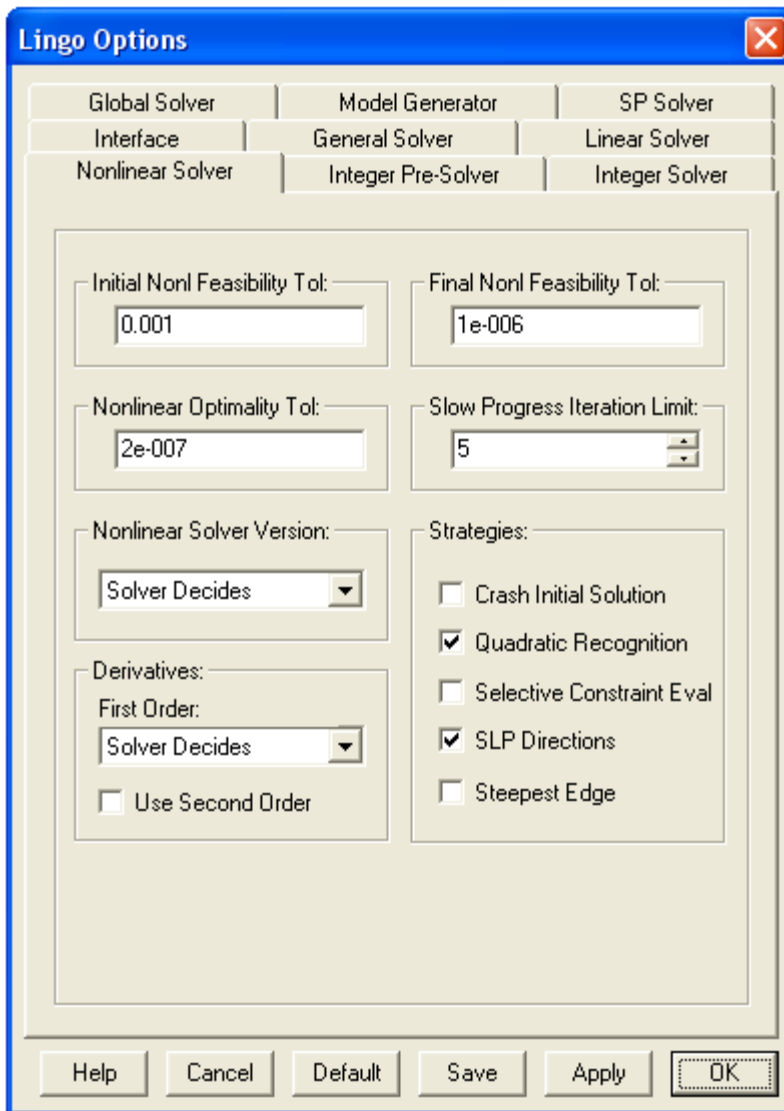 Lingo Options
Global Solver
Model Generator
SP Solver
Interface
General Solver
Linear Solver
Nonlinear Solver
Integer Pre-Solver
Integer Solver
Initial Nonl Feasibility Tol:
0.001
Final Nonl Feasibility Tol:
1e-006
Nonlinear Optimality Tol:
2e-007
Slow Progress Iteration Limit:
5
Nonlinear Solver Version:
Solver Decides
Derivatives:
First Order:
Solver Decides
Use Second Order
Strategies:
Crash Initial Solution
Quadratic Recognition
Selective Constraint Eval
SLP Directions
Steepest Edge
Help
Cancel
Default
Save
Apply
OK